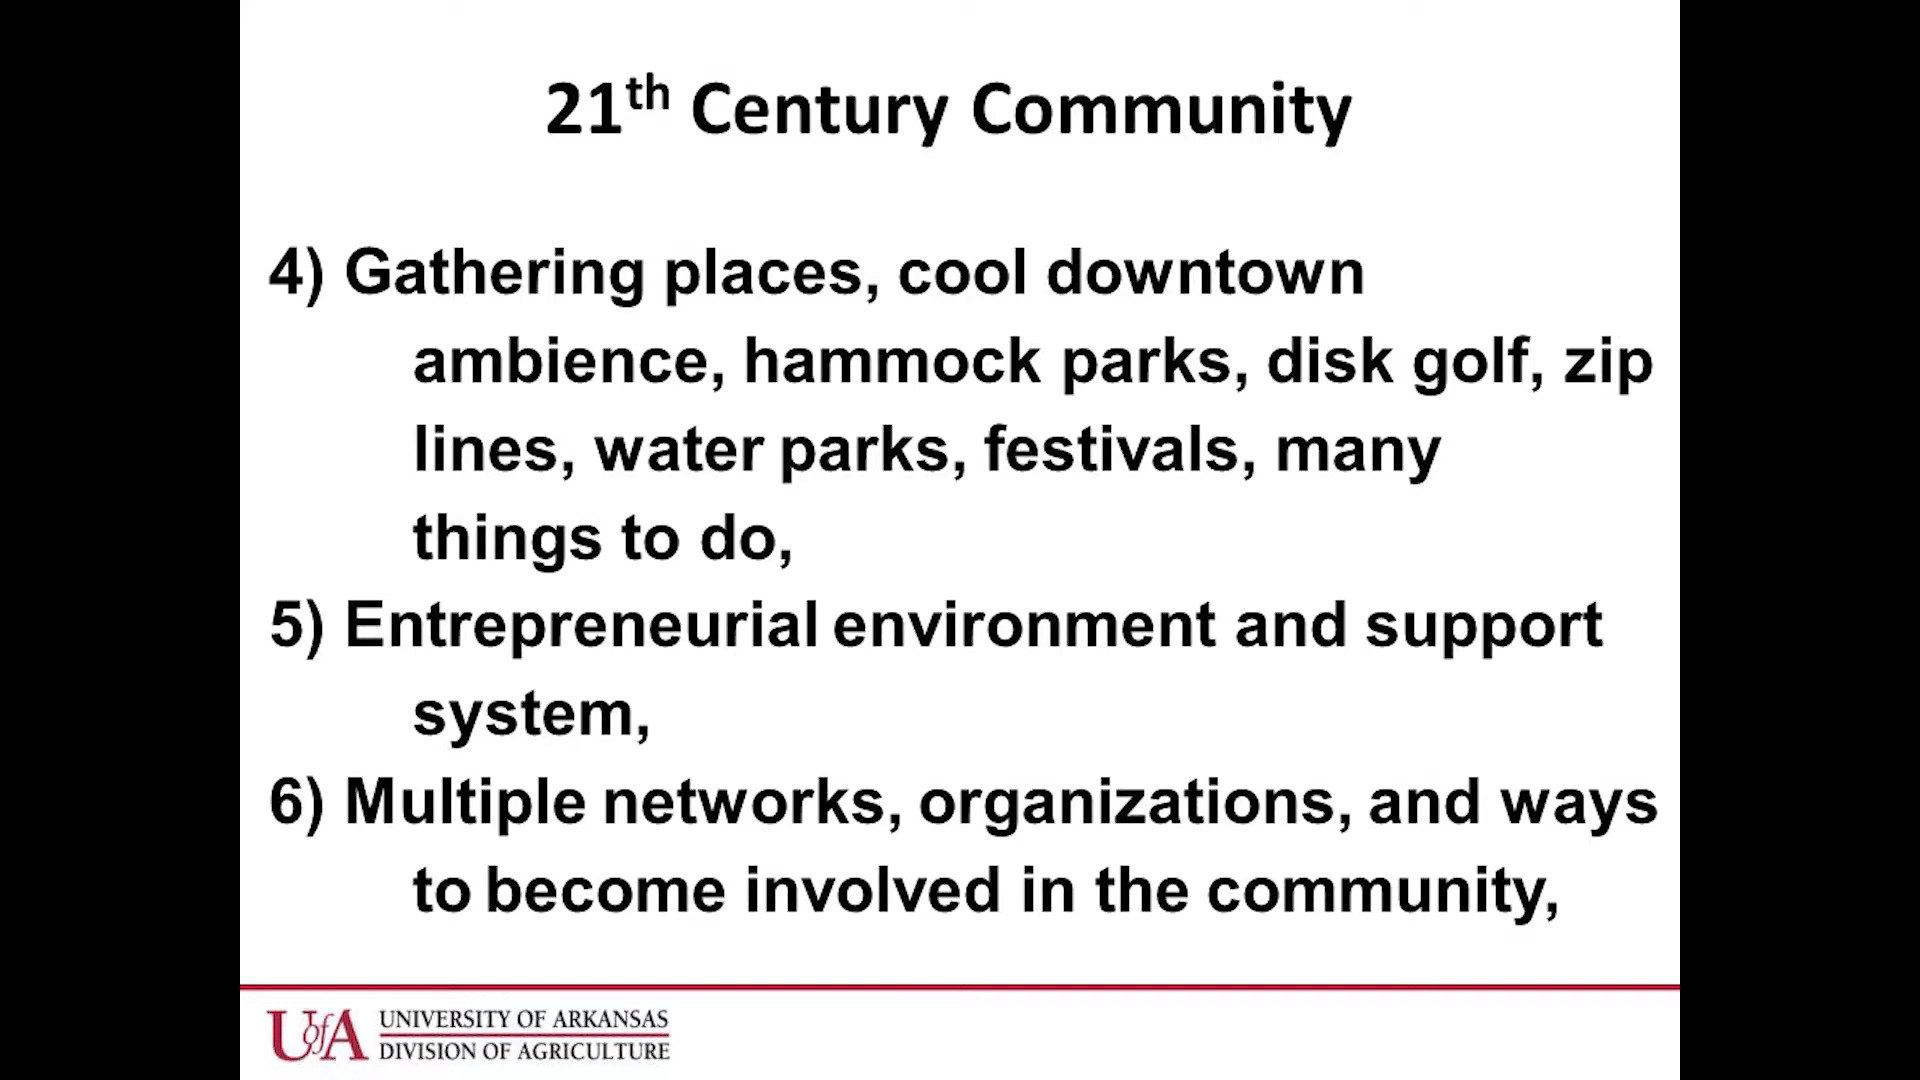 21th Century Community
4) Gathering places, cool downtown
ambience, hammock parks, disk golf, zip
lines, water parks, festivals, many
things to do,
5) Entrepreneurial environment and support
system,
6) Multiple networks, organizations, and ways
to become involved in the community,
UofA
UNIVERSITY OF ARKANSAS
DIVISION OF AGRICULTURE